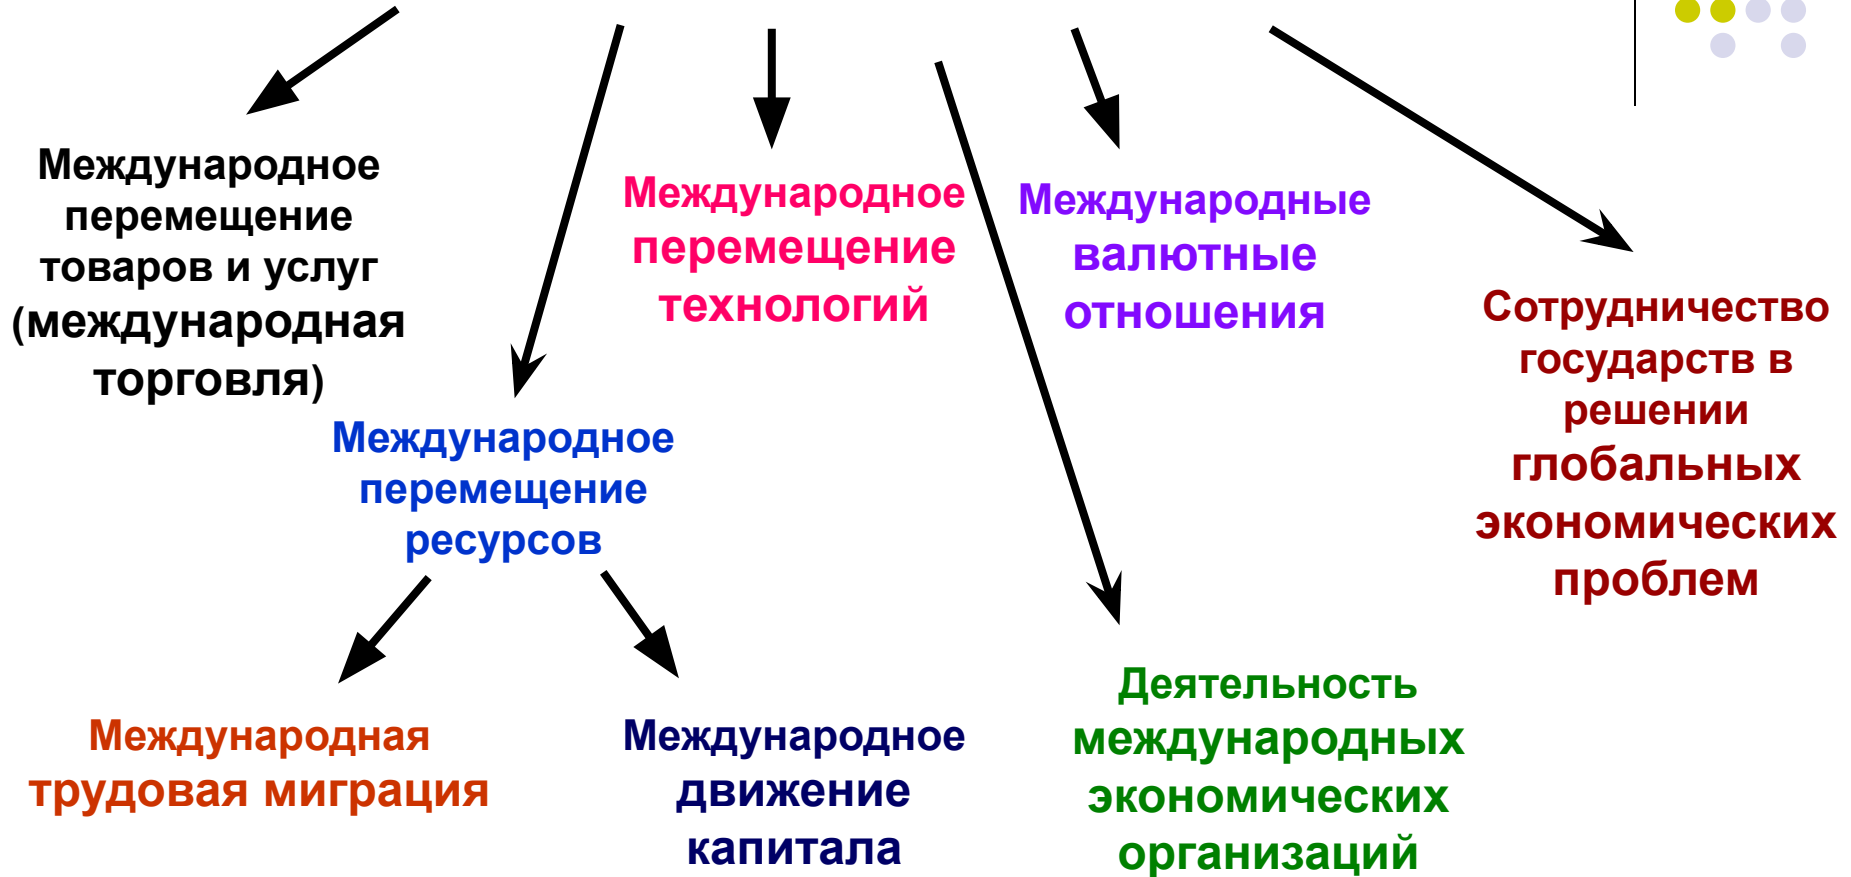 Международное
перемещение
товаров и услуг
(международная
торговля)
Международное
перемещение
технологий
Международные
валютные
отношения
Сотрудничество
государств в
решении
глобальных
экономических
проблем
Международное
перемещение
ресурсов
Международная
трудовая миграция
Международное
движение
капитала
Деятельность
международных
экономических
организаций